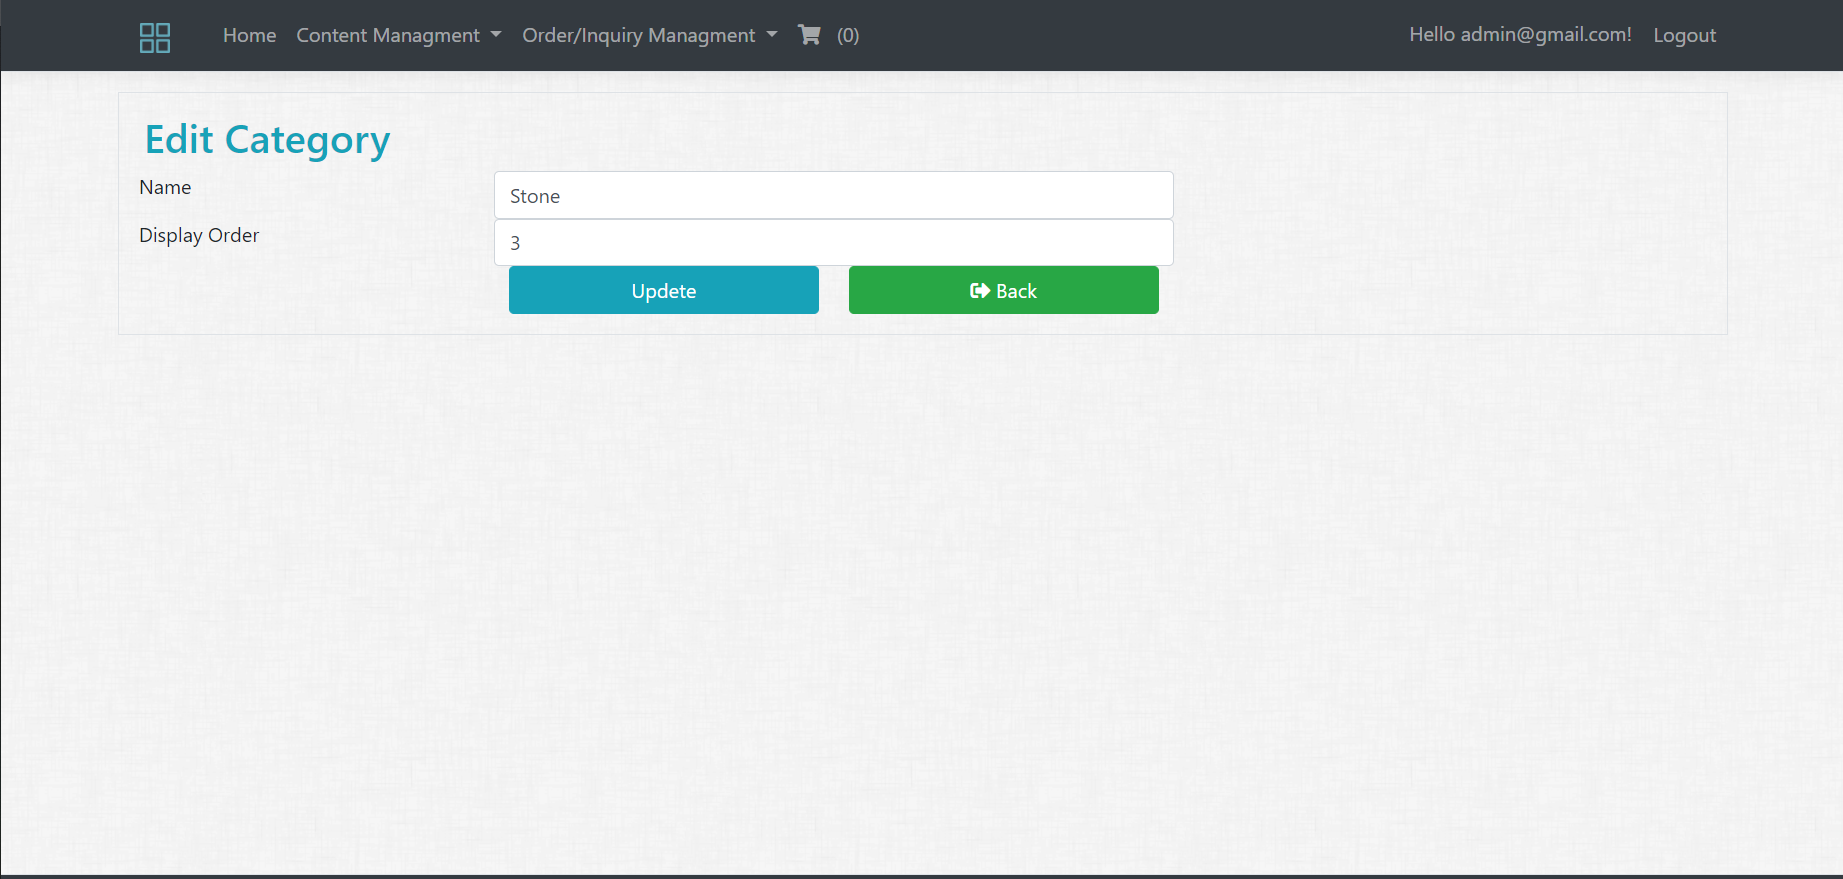 Home Content Managment Order/Inquiry Managment (0) Hello admin@gmail.com! Logout
Edit Category
Name Stone
Display Order 3
Update Back